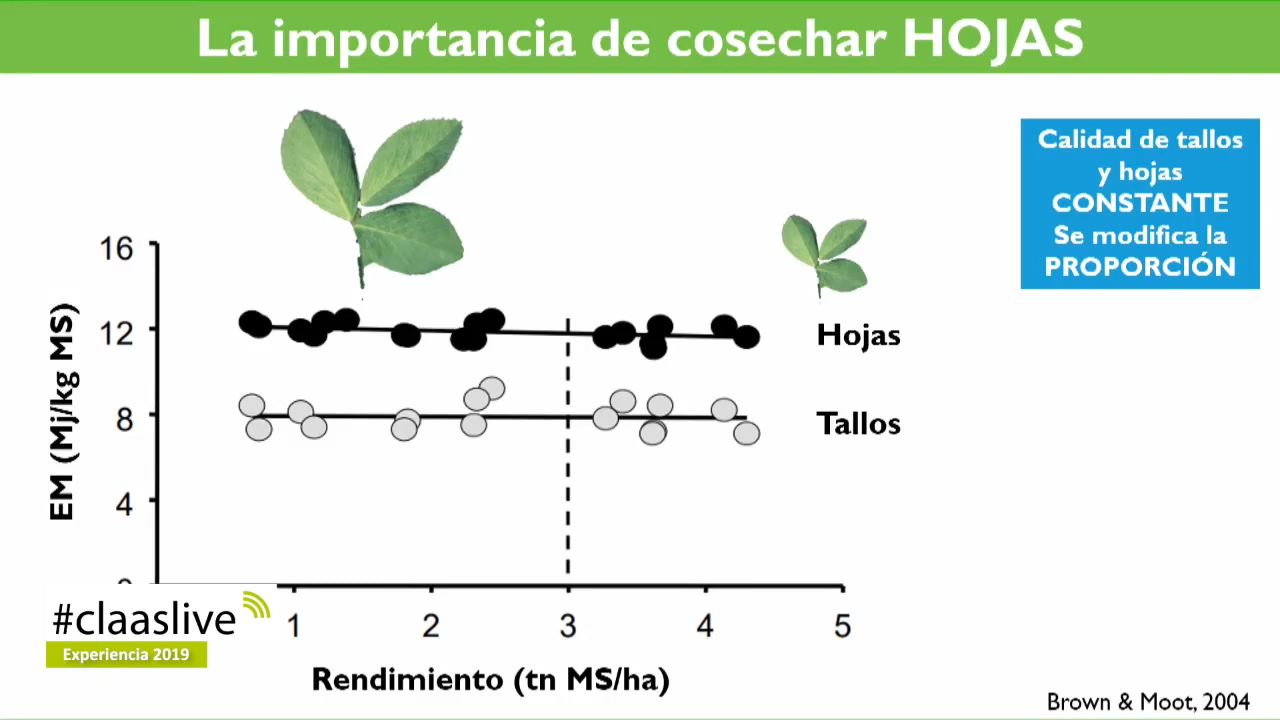 La importancia de cosechar HOJAS
Calidad de tallos
y hojas
CONSTANTE
Se modifica la
PROPORCIÓN
16
12
8
4
EM (Mj/kg MS)
Hojas
Tallos
1 2 3 4 5
Rendimiento (tn MS/ha)
#claaslive
Experiencia 2019
Brown & Moot, 2004